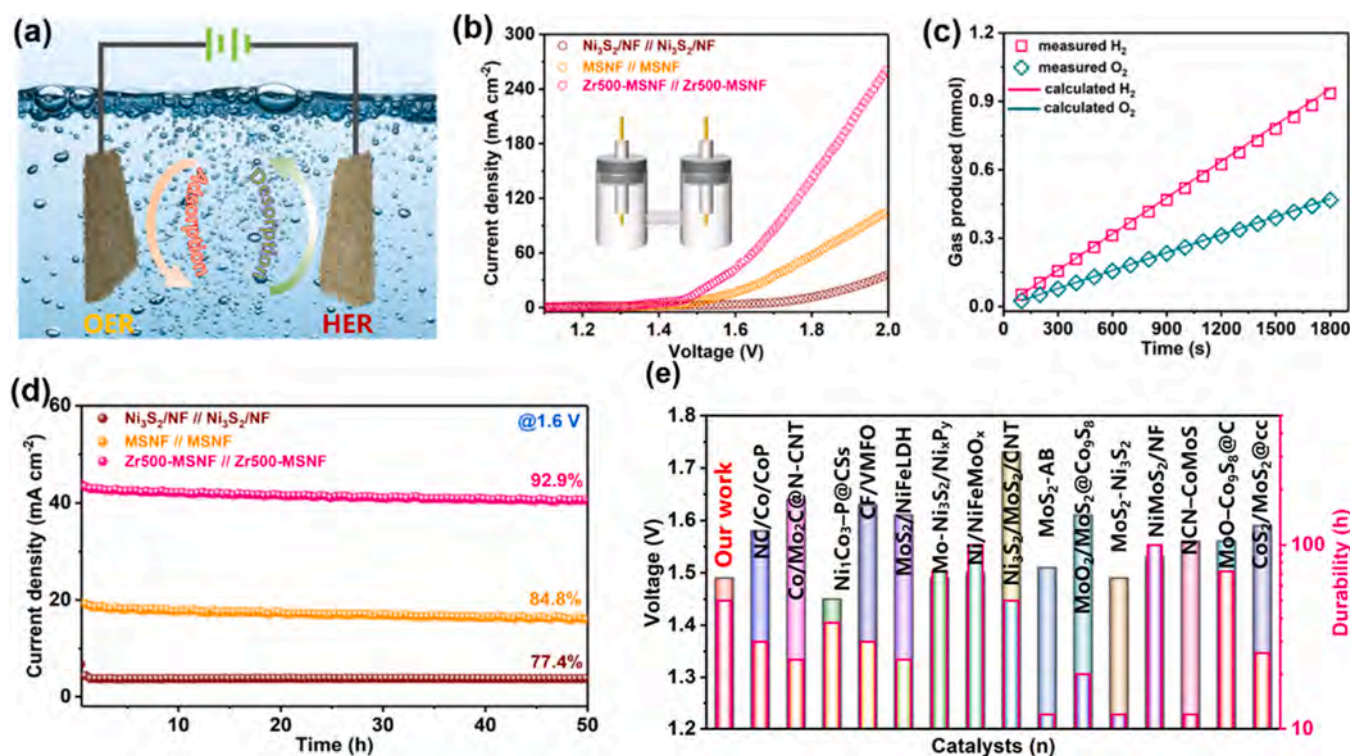 (a)
Adsorption
Desorption
OER
HER
(b)
Current density (mA cm⁻²)
300
240
180
120
60
0
Ni₃S₂/NF // Ni₃S₂/NF
MSNF // MSNF
Zr500-MSNF // Zr500-MSNF
1.2 1.4 1.6 1.8 2.0
Voltage (V)
(c)
Gas produced (mmol)
1.2
0.9
0.6
0.3
0.0
measured H₂
measured O₂
calculated H₂
calculated O₂
0 300 600 900 1200 1500 1800
Time (s)
(d)
Current density (mA cm⁻²)
60
40
20
0
Ni₃S₂/NF // Ni₃S₂/NF
MSNF // MSNF
Zr500-MSNF // Zr500-MSNF
@1.6 V
92.9%
84.8%
77.4%
10 20 30 40 50
Time (h)
(e)
Voltage (V)
1.8
1.7
1.6
1.5
1.4
1.3
1.2
Our work
NC/Co/CoP
Co/Mo₂C@N-CNT
Ni₁Co₃–P@CSs
CF/VMFO
MoS₂/NiFeLDH
Mo-Ni₃S₂/NiₓPy
Ni/NiFeMoOₓ
Ni₃S₂/MoS₂/CNT
MoS₂-AB
MoO₂/MoS₂@Co₉S₈
MoS₂-Ni₃S₂
NiMoS₂/NF
NCN–CoMoS
MoO–Co₉S₈@C
CoS₂/MoS₂@cc
100
10
Durability (h)
Catalysts (n)